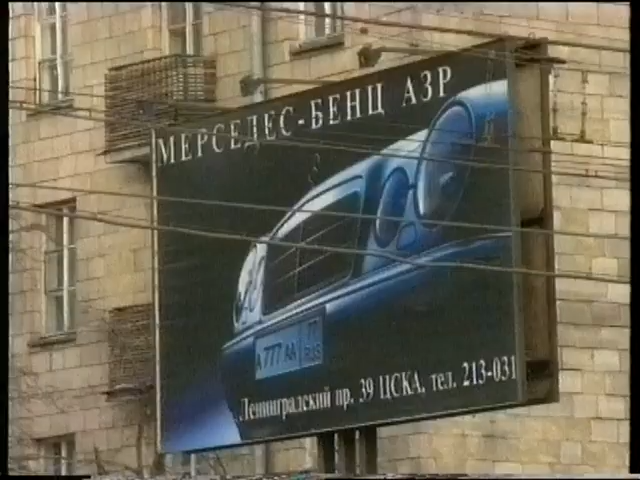 МЕРСЕДЕС-БЕНЦ АЗР
А 777 АА 77
RUS
Ленинградский пр. 39 ЦСКА, тел. 213-031